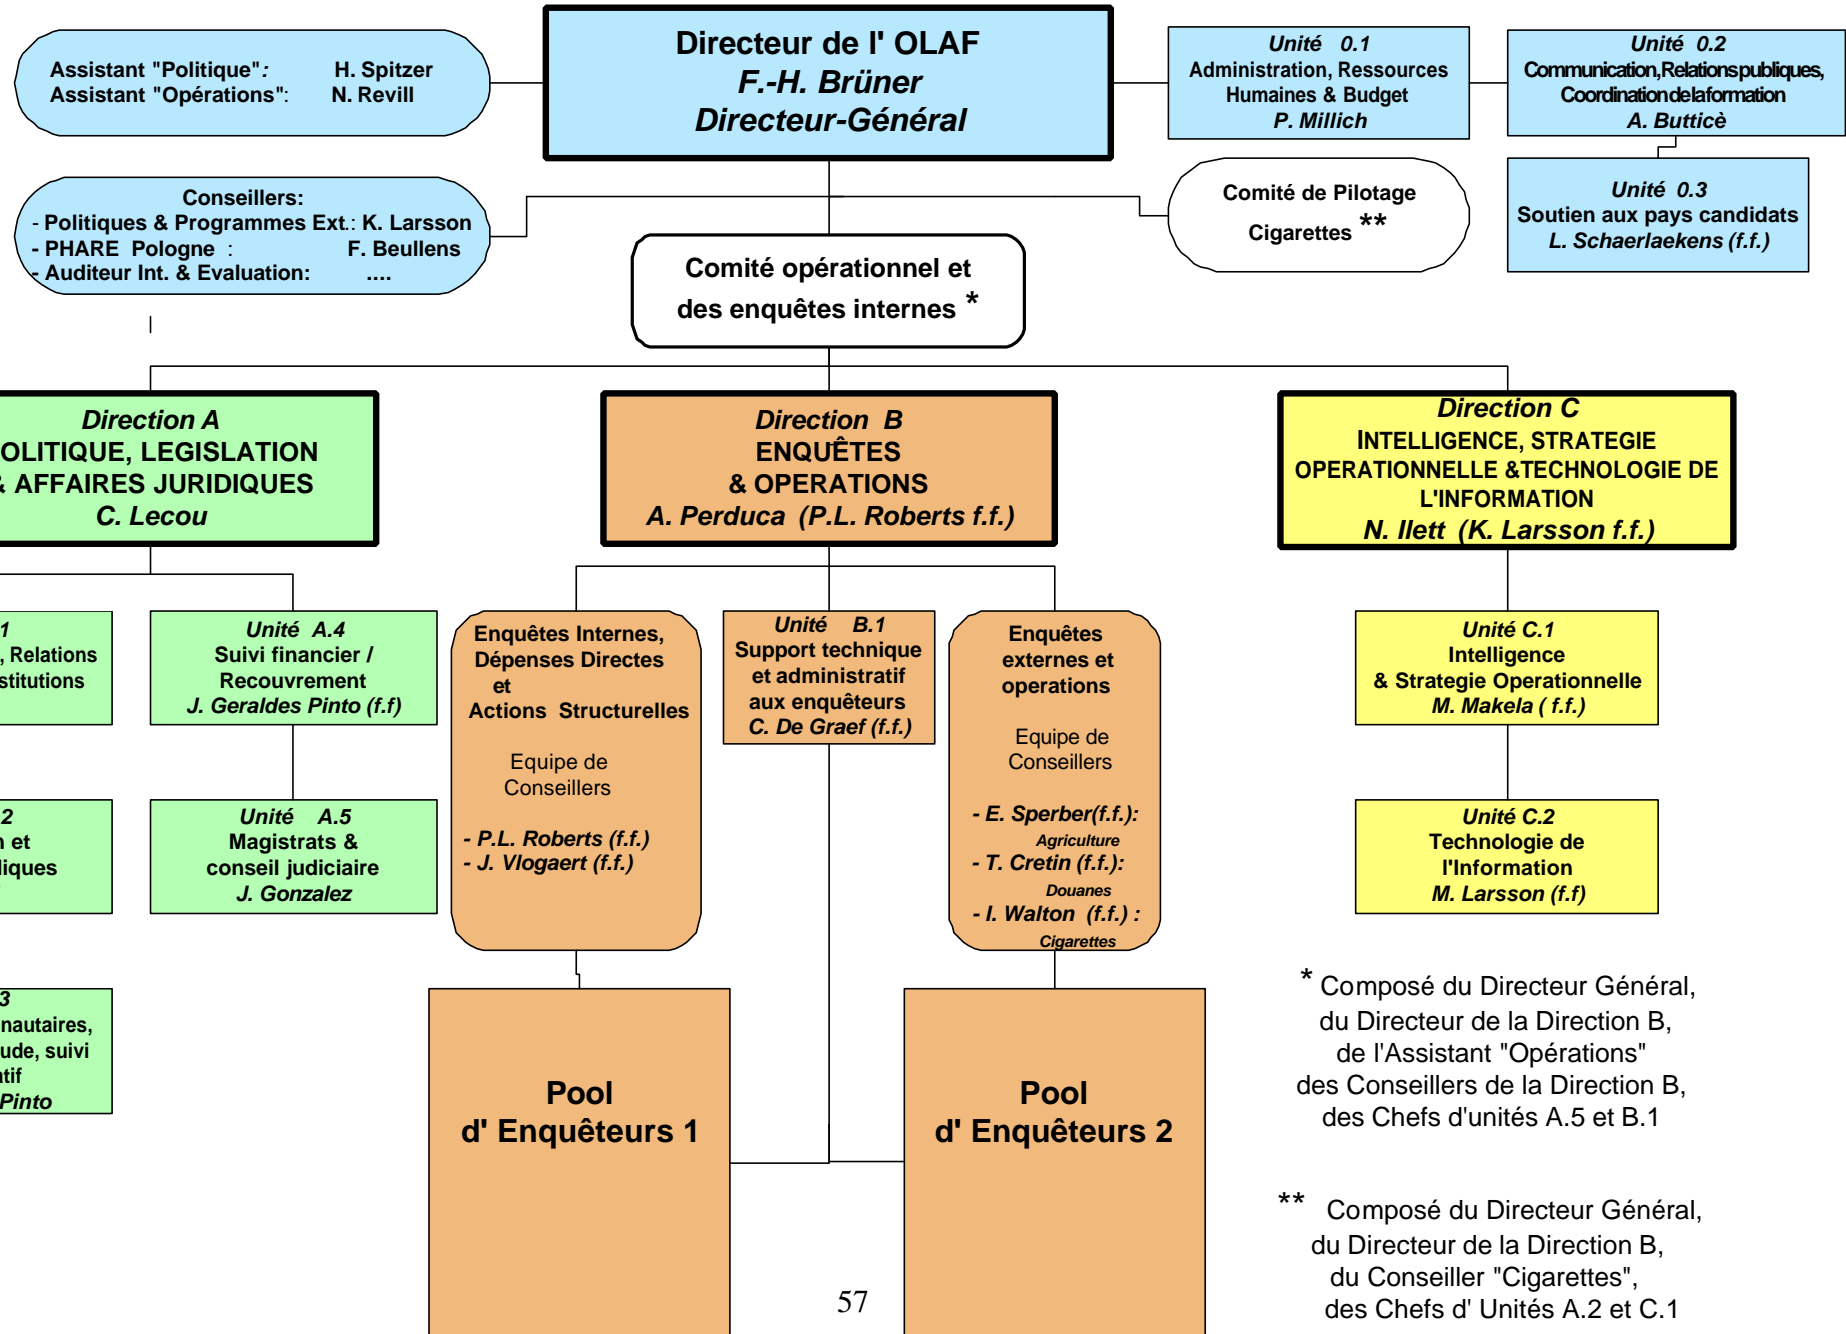 Directeur de l' OLAF
F.-H. Brüner
Directeur-Général
Assistant "Politique": H. Spitzer
Assistant "Opérations": N. Revill
Unité 0.1
Administration, Ressources
Humaines & Budget
P. Millich
Unité 0.2
Communication, Relations publiques,
Coordination de la formation
A. Butticè
Conseillers:
- Politiques & Programmes Ext.: K. Larsson
- PHARE Pologne : F. Beullens
- Auditeur Int. & Evaluation: ....
Comité de Pilotage
Cigarettes **
Unité 0.3
Soutien aux pays candidats
L. Schaerlaekens (f.f.)
Comité opérationnel et
des enquêtes internes *
Direction A
OLITIQUE, LEGISLATION
& AFFAIRES JURIDIQUES
C. Lecou
Direction B
ENQUÊTES
& OPERATIONS
A. Perduca (P.L. Roberts f.f.)
Direction C
INTELLIGENCE, STRATEGIE
OPERATIONNELLE &TECHNOLOGIE DE
L'INFORMATION
N. Ilett (K. Larsson f.f.)
1
, Relations
stitutions
Unité A.4
Suivi financier /
Recouvrement
J. Geraldes Pinto (f.f)
2
n et
liques
Unité A.5
Magistrats &
conseil judiciaire
J. Gonzalez
3
nautaires,
ude, suivi
atif
Pinto
Enquêtes Internes,
Dépenses Directes
et
Actions Structurelles
Equipe de
Conseillers
- P.L. Roberts (f.f.)
- J. Vlogaert (f.f.)
Unité B.1
Support technique
et administratif
aux enquêteurs
C. De Graef (f.f.)
Enquêtes
externes et
operations
Equipe de
Conseillers
- E. Sperber(f.f.):
Agriculture
- T. Cretin (f.f.):
Douanes
- I. Walton (f.f.) :
Cigarettes
Unité C.1
Intelligence
& Strategie Operationnelle
M. Makela ( f.f.)
Unité C.2
Technologie de
l'Information
M. Larsson (f.f)
Pool
d' Enquêteurs 1
Pool
d' Enquêteurs 2
* Composé du Directeur Général,
du Directeur de la Direction B,
de l'Assistant "Opérations"
des Conseillers de la Direction B,
des Chefs d'unités A.5 et B.1
** Composé du Directeur Général,
du Directeur de la Direction B,
du Conseiller "Cigarettes",
des Chefs d' Unités A.2 et C.1
57